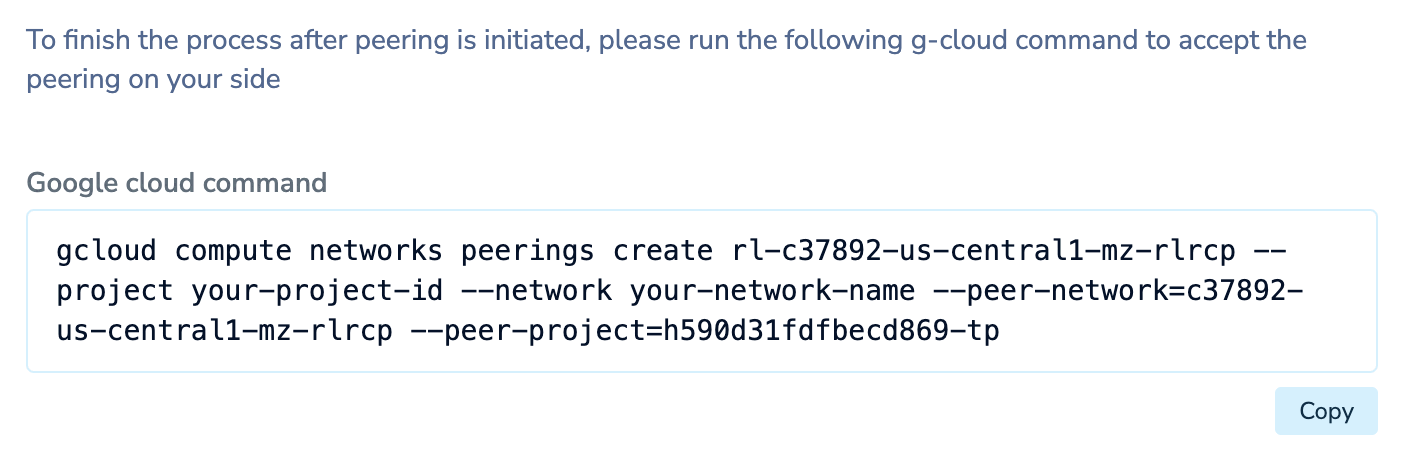 To finish the process after peering is initiated, please run the following g-cloud command to accept the
peering on your side
Google cloud command
gcloud compute networks peerings create rl-c37892-us-central1-mz-rlrcp --
project your-project-id --network your-network-name --peer-network=c37892-
us-central1-mz-rlrcp --peer-project=h590d31fdfbecd869-tp
Copy